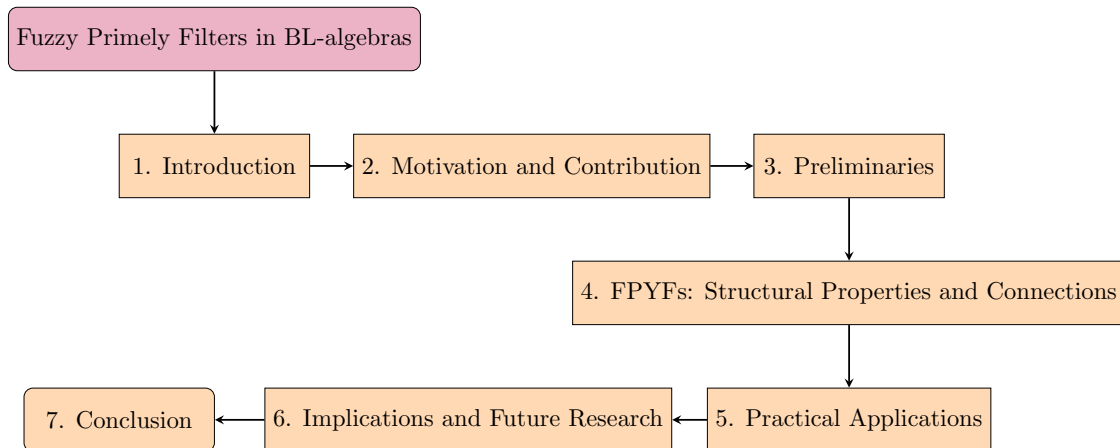 Fuzzy Primely Filters in BL-algebras
1. Introduction
2. Motivation and Contribution
3. Preliminaries
4. FPYFs: Structural Properties and Connections
5. Practical Applications
6. Implications and Future Research
7. Conclusion